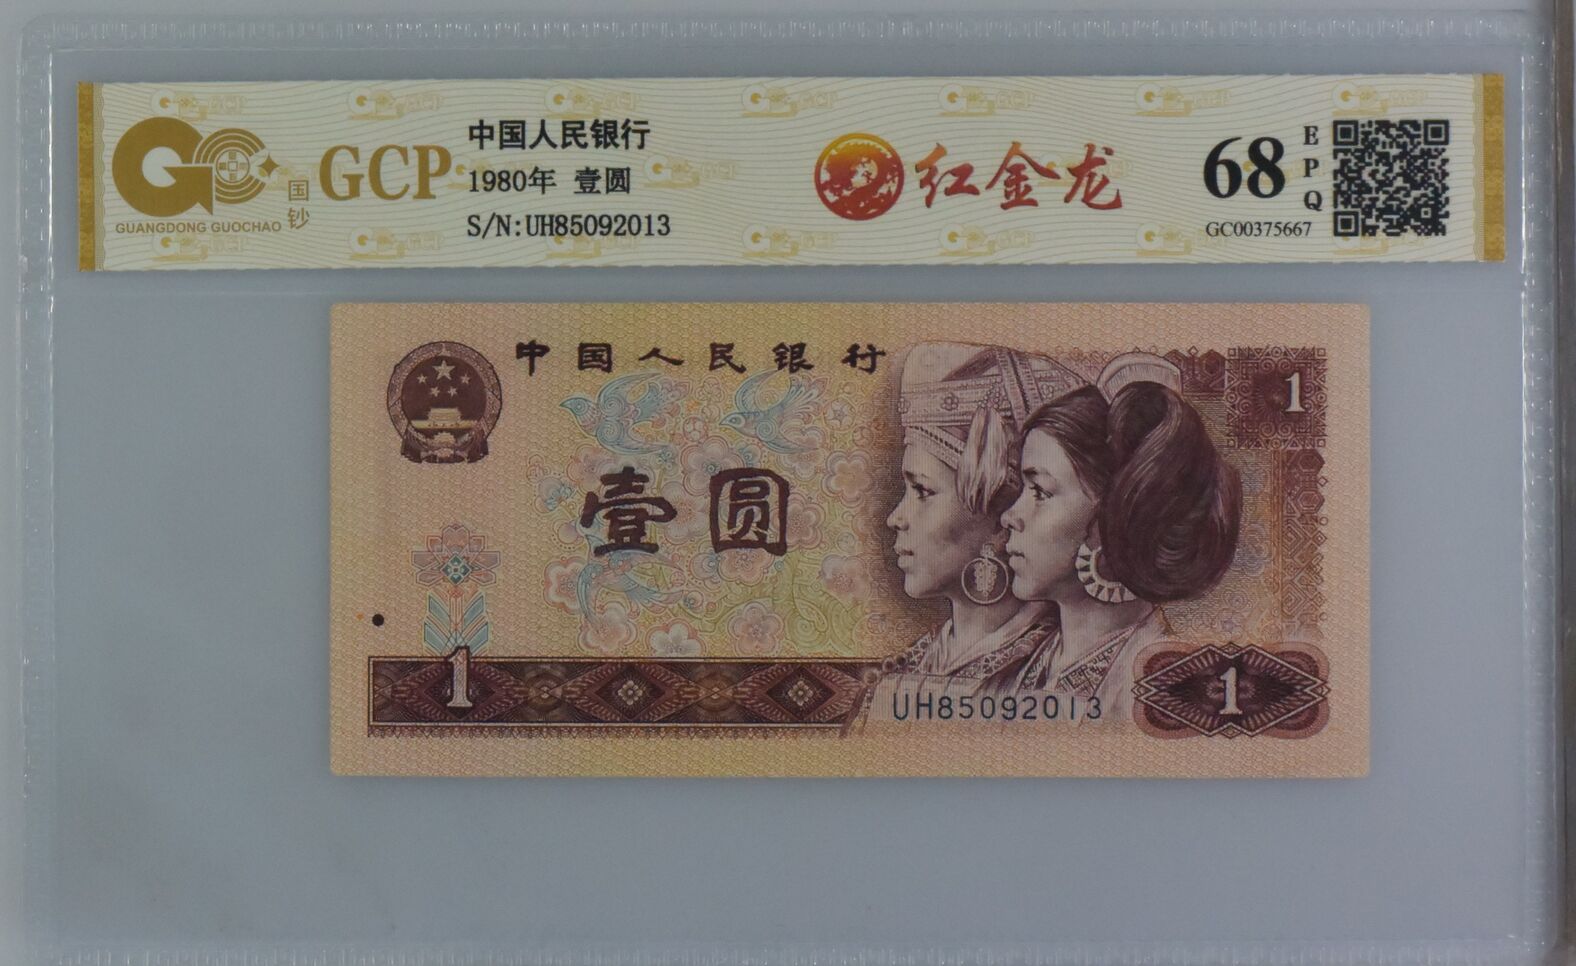 国钞
GUANGDONG GUOCHAO
GCP
中国人民银行
1980年 壹圆
S/N:UH85092013
红金龙
68
EPQ
GC00375667
中国人民银行
1
壹圆
1
UH85092013
1